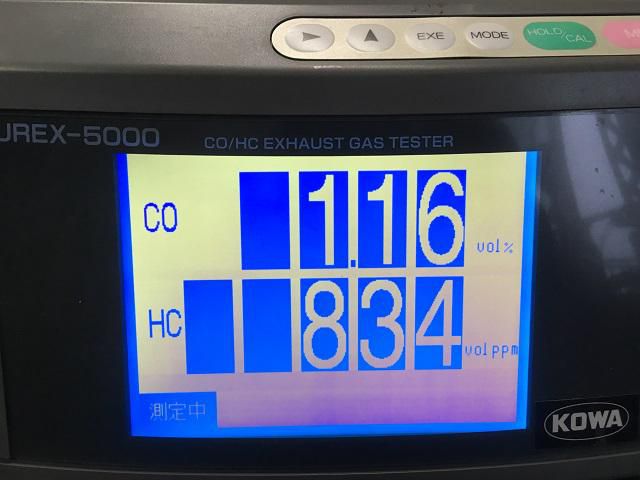 EXE MODE HOLD/CAL
UREX-5000 CO/HC EXHAUST GAS TESTER
CO 1.16 vol%
HC 834 volppm
測定中
KOWA